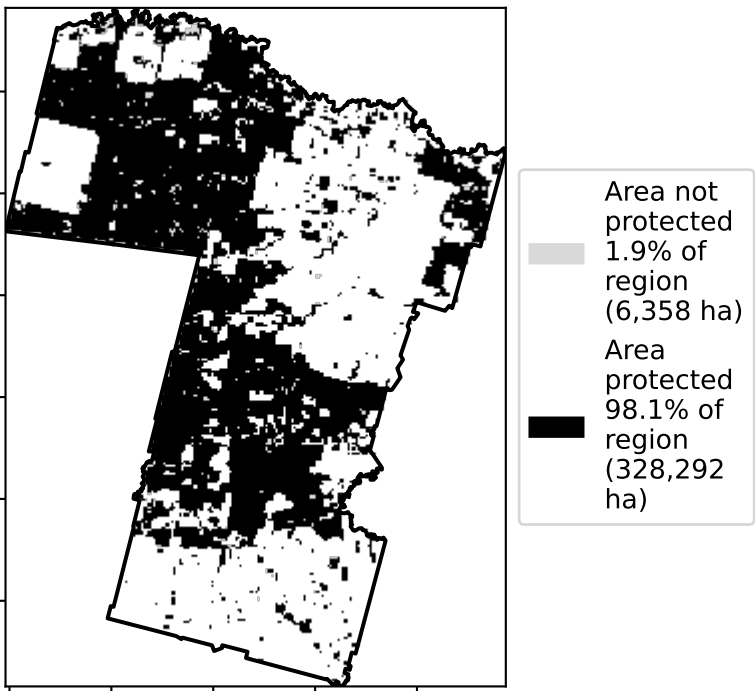 Area not
protected
1.9% of
region
(6,358 ha)
Area
protected
98.1% of
region
(328,292
ha)